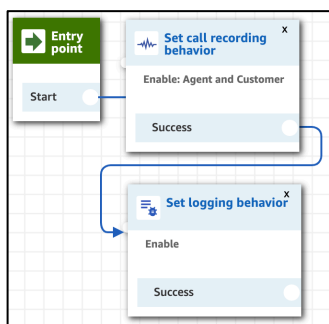 Entry
point
Start
X
Set call recording
behavior
Enable: Agent and Customer
Success
X
Set logging behavior
Enable
Success